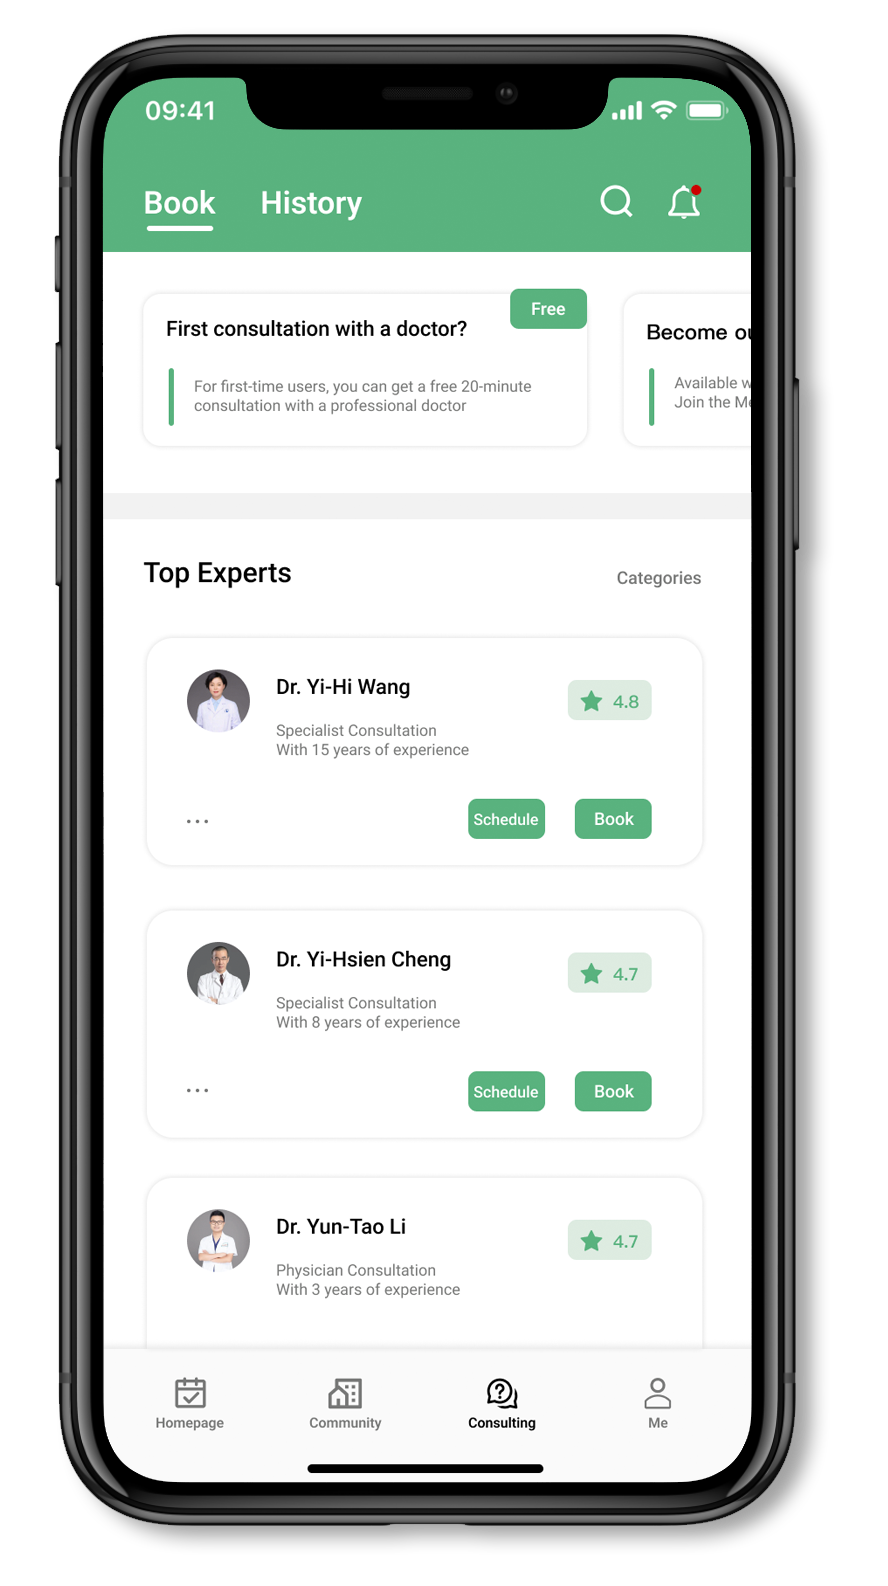 09:41
Book History
Free
First consultation with a doctor?
For first-time users, you can get a free 20-minute
consultation with a professional doctor
Become
Available
Join the
Top Experts
Categories
Dr. Yi-Hi Wang
4.8
Specialist Consultation
With 15 years of experience
...
Schedule Book
Dr. Yi-Hsien Cheng
4.7
Specialist Consultation
With 8 years of experience
...
Schedule Book
Dr. Yun-Tao Li
4.7
Physician Consultation
With 3 years of experience
Homepage Community Consulting Me